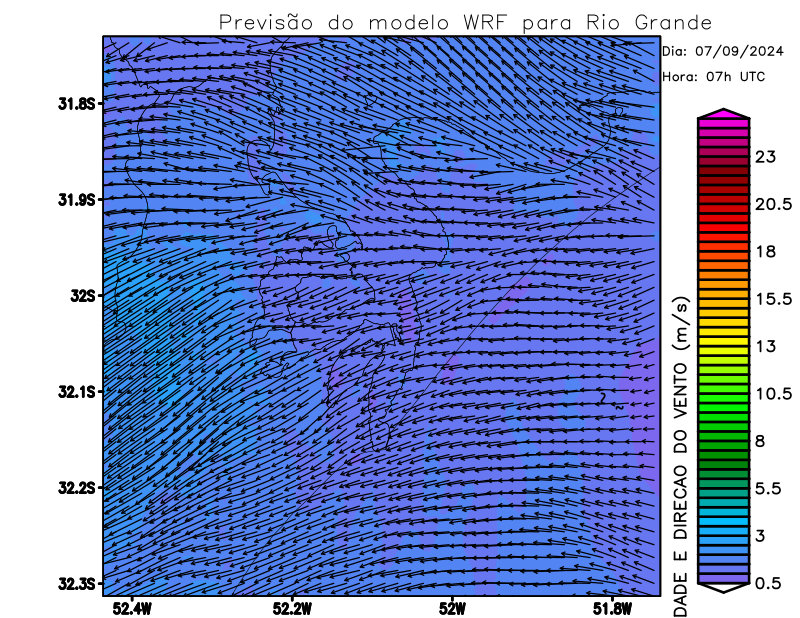 Previsão do modelo WRF para Rio Grande
Dia: 07/09/2024
Hora: 07h UTC
31.8S
31.9S
32S
32.1S
32.2S
32.3S
52.4W
52.2W
52W
51.8W
23
20.5
18
15.5
13
10.5
8
5.5
3
0.5
DADE E DIRECAO DO VENTO (m/s)